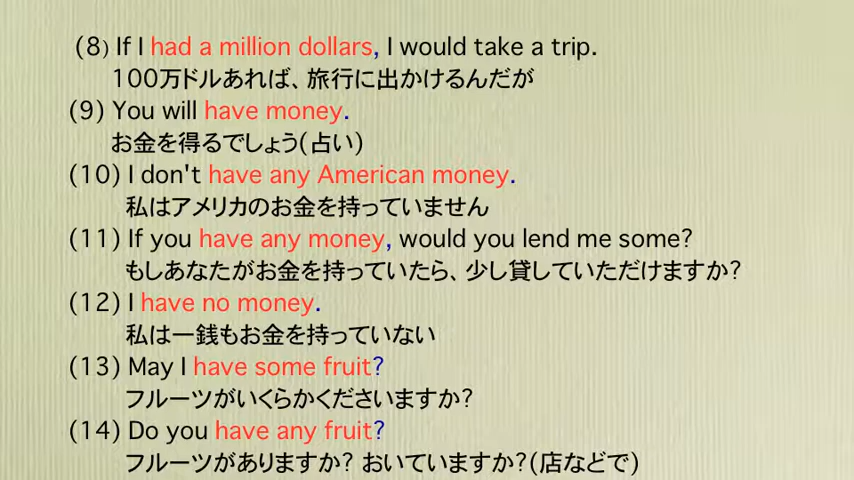 (8) If I had a million dollars, I would take a trip.
100万ドルあれば、旅行に出かけるんだが
(9) You will have money.
お金を得るでしょう(占い)
(10) I don't have any American money.
私はアメリカのお金を持っていません
(11) If you have any money, would you lend me some?
もしあなたがお金を持っていたら、少し貸していただけますか?
(12) I have no money.
私は一銭もお金を持っていない
(13) May I have some fruit?
フルーツがいくらかくださいますか?
(14) Do you have any fruit?
フルーツがありますか? おいていますか?(店などで)